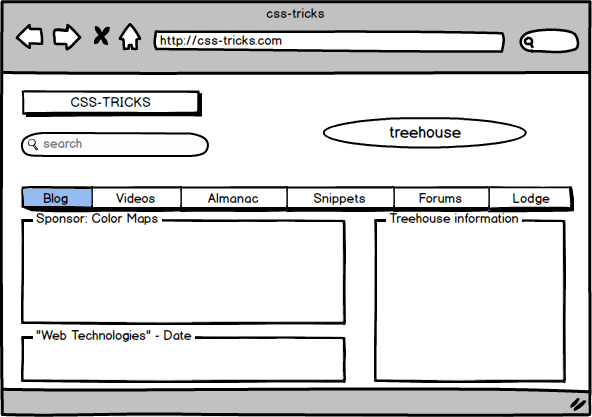 css-tricks
http://css-tricks.com
CSS-TRICKS
search
treehouse
Blog Videos Almanac Snippets Forums Lodge
Sponsor: Color Maps
Treehouse information
"Web Technologies" - Date